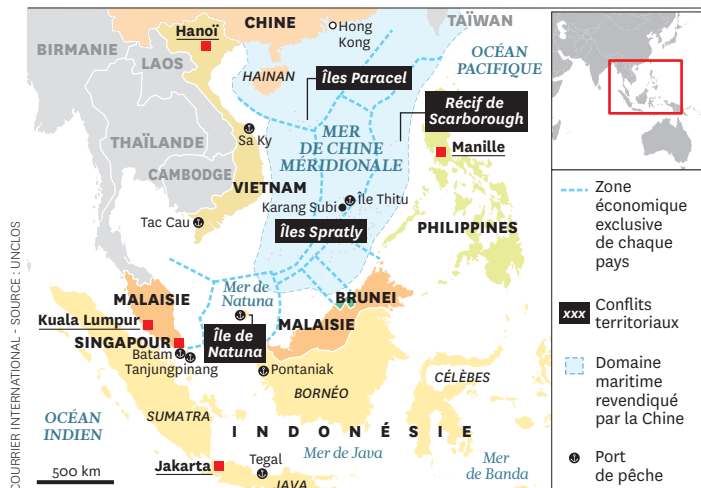 CHINE
Hong
Kong
TAÏWAN
Hanoï
BIRMANIE
LAOS
HAINAN
OCÉAN
PACIFIQUE
Îles Paracel
Récif de
Scarborough
THAÏLANDE
Sa Ky
MER
DE CHINE
MÉRIDIONALE
Manille
CAMBODGE
VIETNAM
Karang Subi
Île Thitu
Tac Cau
Îles Spratly
PHILIPPINES
Mer de
Natuna
BRUNEI
MALAISIE
Kuala Lumpur
SINGAPOUR
Île de
Natuna
MALAISIE
Batam
Tanjungpinang
Pontaniak
BORNÉO
CÉLÈBES
SUMATRA
OCÉAN
INDIEN
INDONÉSIE
Mer de Java
Mer
de Banda
Jakarta
Tegal
JAVA
500 km
COURRIER INTERNATIONAL - SOURCE : UNCLOS
Zone
économique
exclusive
de chaque
pays
xxx
Conflits
territoriaux
Domaine
maritime
revendiqué
par la Chine
Port
de pêche